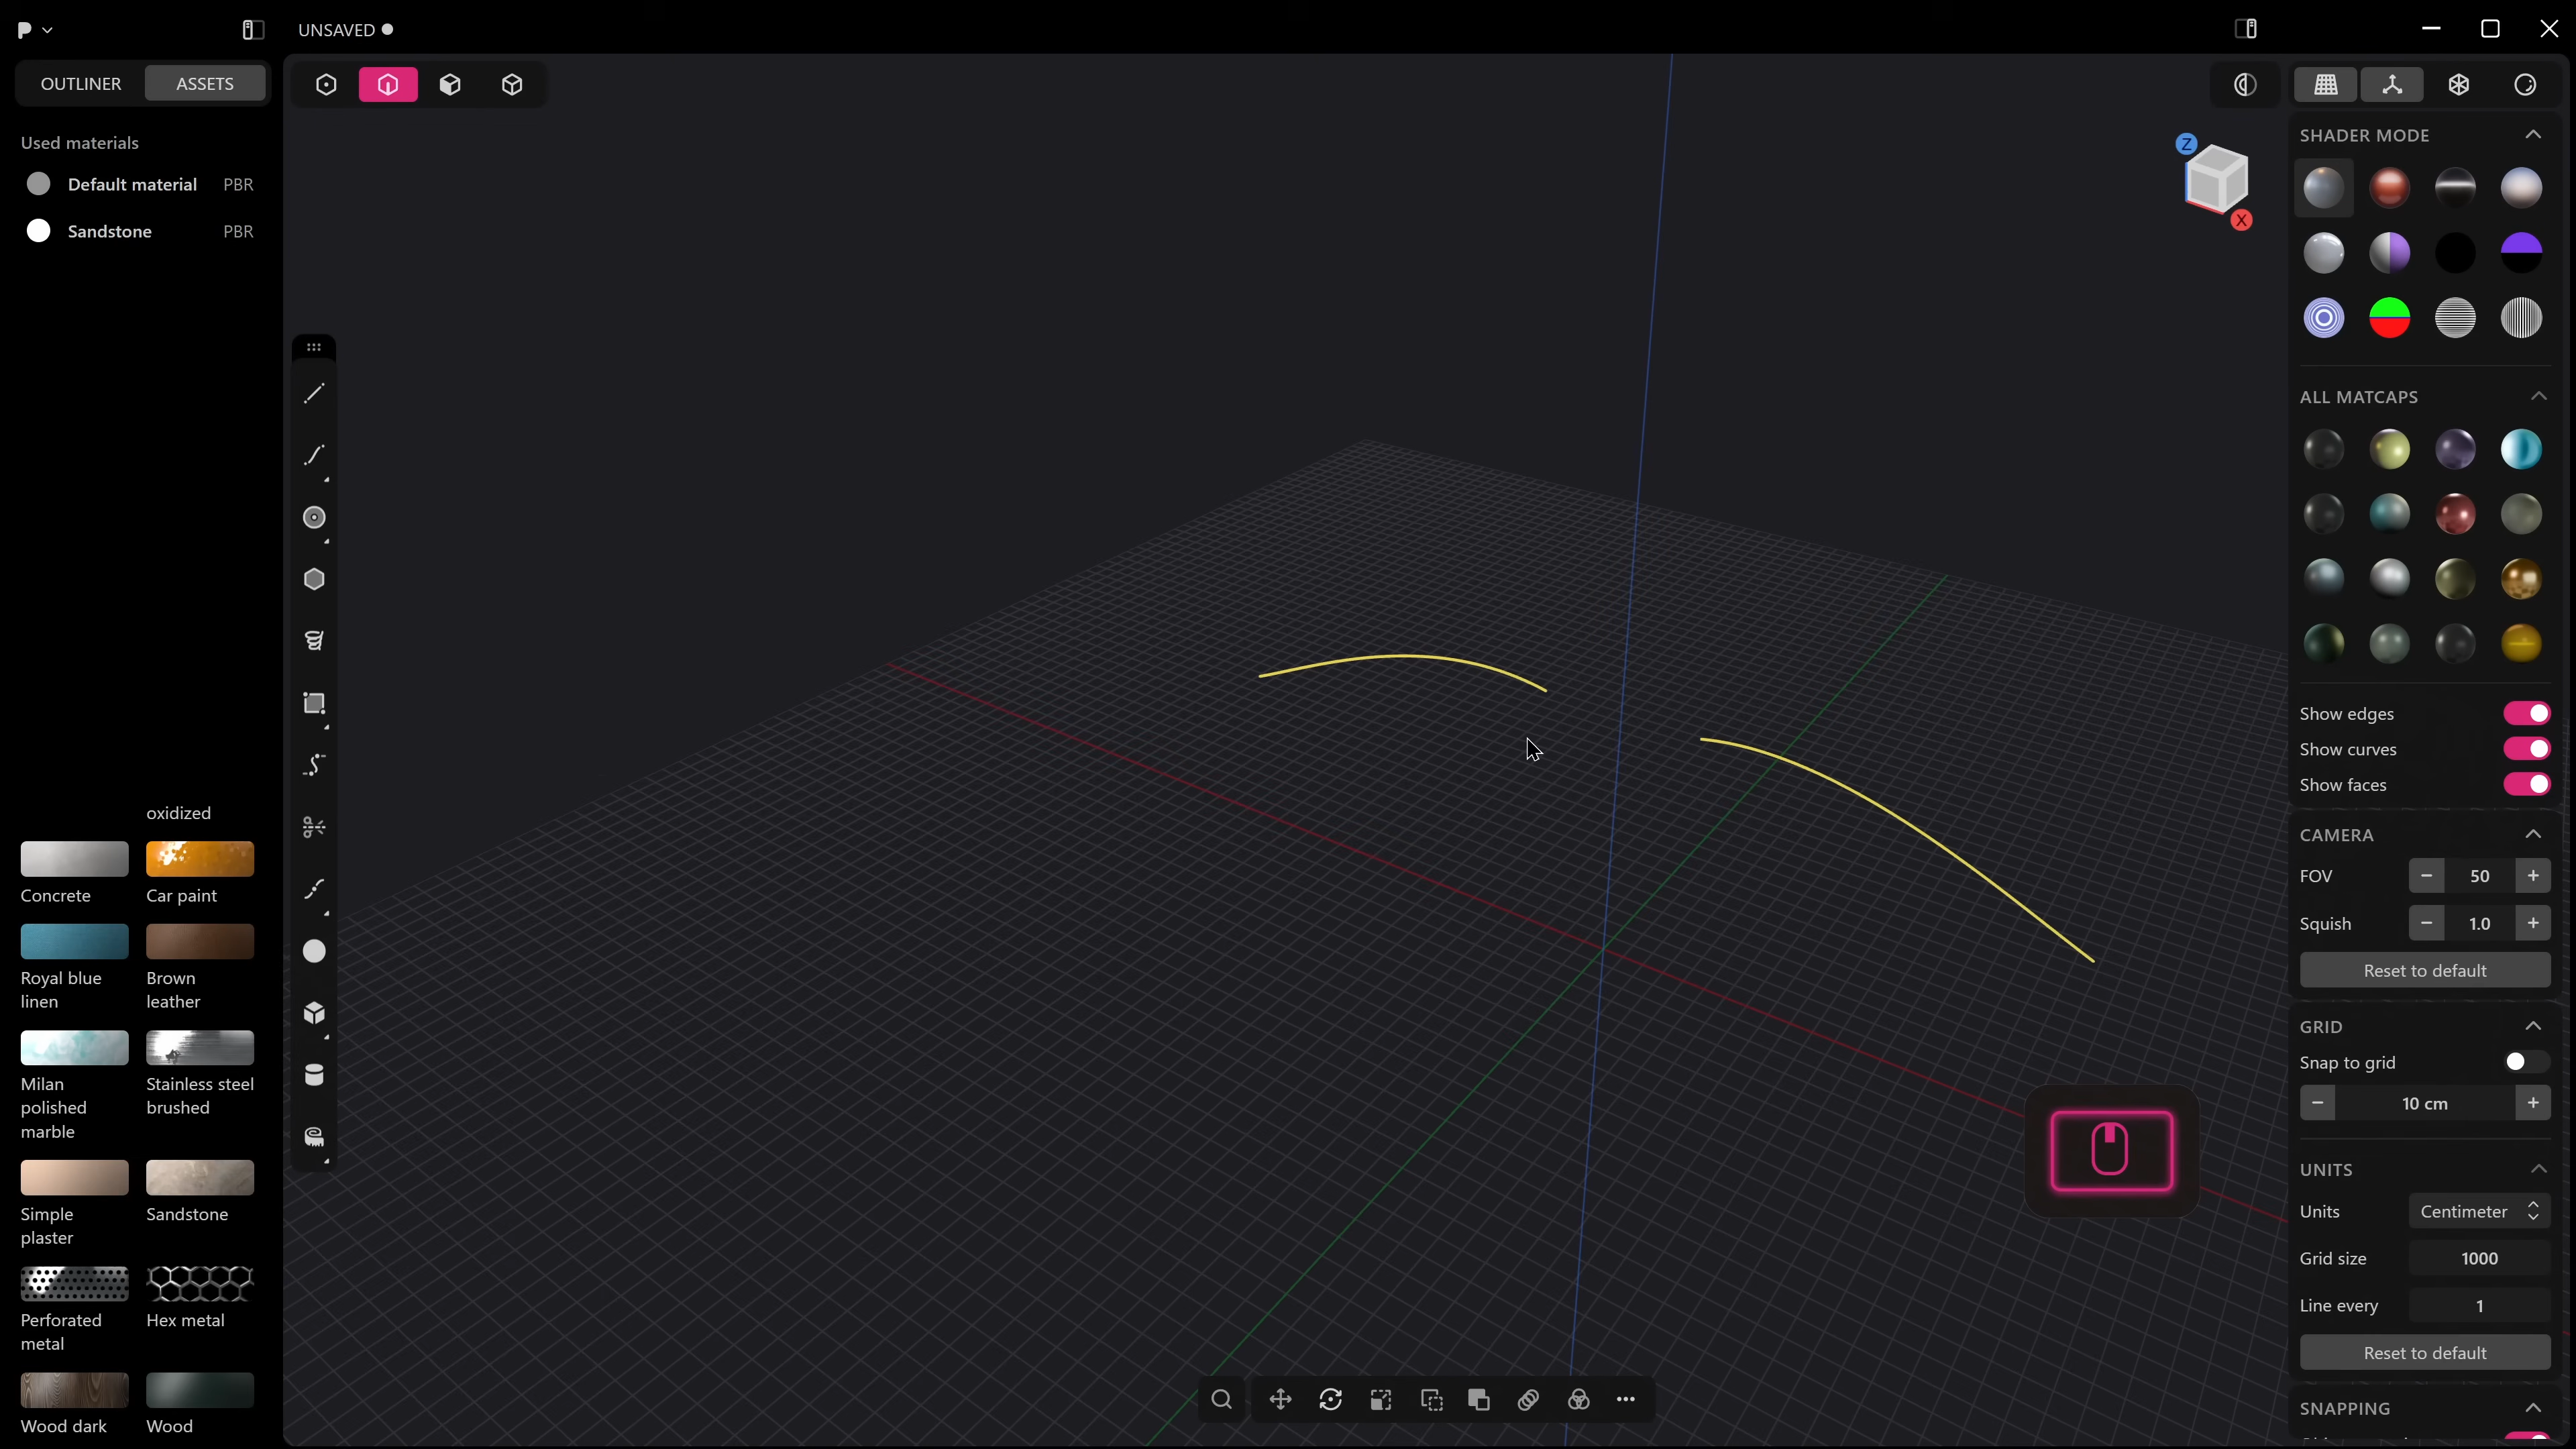 UNSAVED
OUTLINER
ASSETS
Used materials
Default material PBR
Sandstone PBR
oxidized
Concrete
Car paint
Royal blue
linen
Brown
leather
Milan
polished
marble
Stainless steel
brushed
Simple
plaster
Sandstone
Perforated
metal
Hex metal
Wood dark
Wood
Z
X
SHADER MODE
ALL MATCAPS
Show edges
Show curves
Show faces
CAMERA
FOV 50
Squish 1.0
Reset to default
GRID
Snap to grid
10 cm
UNITS
Units Centimeter
Grid size 1000
Line every 1
Reset to default
SNAPPING